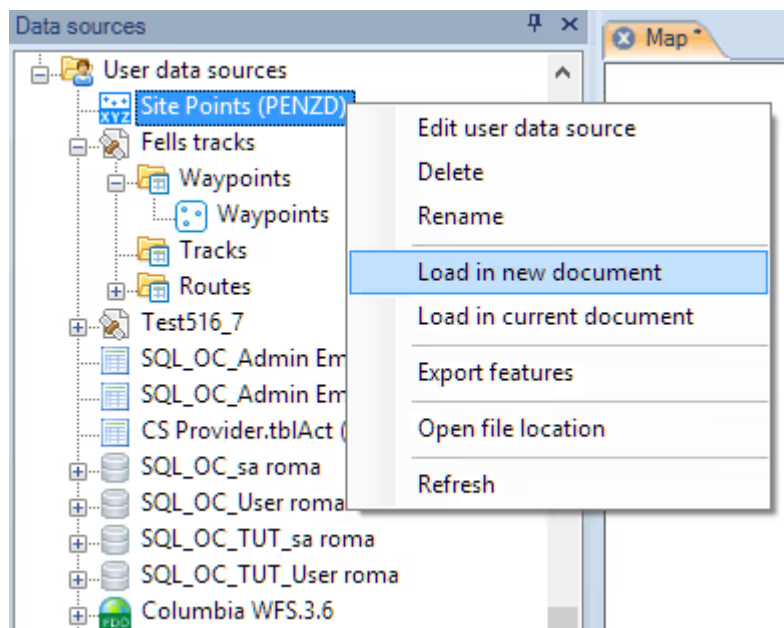 Data sources
Map *
User data sources
XYZ
Site Points (PENZD)
Fells tracks
Waypoints
Waypoints
Tracks
Routes
Test516_7
SQL_OC_Admin Em
SQL_OC_Admin Em
CS Provider.tblAct (
SQL_OC_sa roma
SQL_OC_User roma
SQL_OC_TUT_sa roma
SQL_OC_TUT_User roma
FDO
Columbia WFS.3.6
Edit user data source
Delete
Rename
Load in new document
Load in current document
Export features
Open file location
Refresh